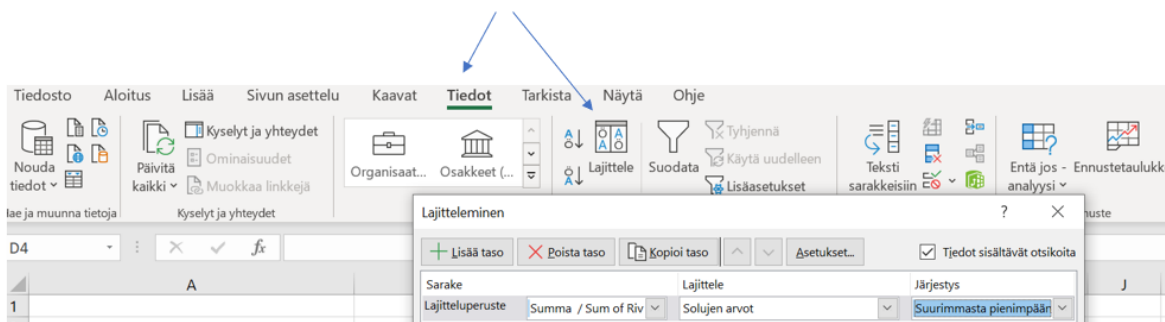 Tiedosto Aloitus Lisää Sivun asettelu Kaavat Tiedot Tarkista Näytä Ohje
Nouda tiedot
Päivitä kaikki
Kyselyt ja yhteydet
Ominaisuudet
Muokkaa linkkejä
Organisaat... Osakkeet (...
Lajittele
Suodata
Tyhjennä
Käytä uudelleen
Lisäasetukset
Teksti sarakkeisiin
Entä jos - analyysi
Ennustetaulukk
ja muunna tietoja Kyselyt ja yhteydet
Lajitteleminen ? ×
Lisää taso Poista taso Kopioi taso Asetukset... Tiedot sisältävät otsikoita
D4 fx
Sarake Lajittele Järjestys
A J
Lajitteluperuste Summa / Sum of Riv Solujen arvot Suurimmasta pienimpään
1